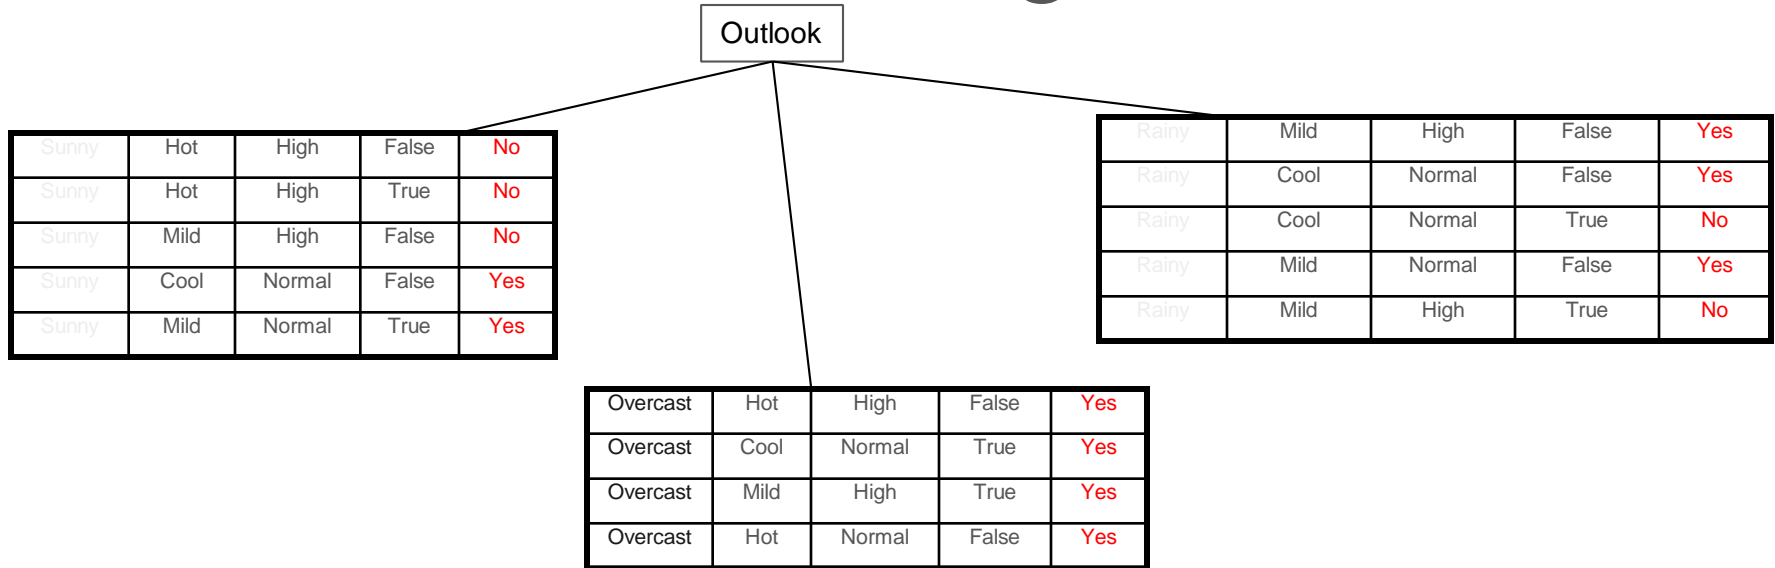 Outlook
Sunny Hot High False No
Sunny Hot High True No
Sunny Mild High False No
Sunny Cool Normal False Yes
Sunny Mild Normal True Yes
Rainy Mild High False Yes
Rainy Cool Normal False Yes
Rainy Cool Normal True No
Rainy Mild Normal False Yes
Rainy Mild High True No
Overcast Hot High False Yes
Overcast Cool Normal True Yes
Overcast Mild High True Yes
Overcast Hot Normal False Yes